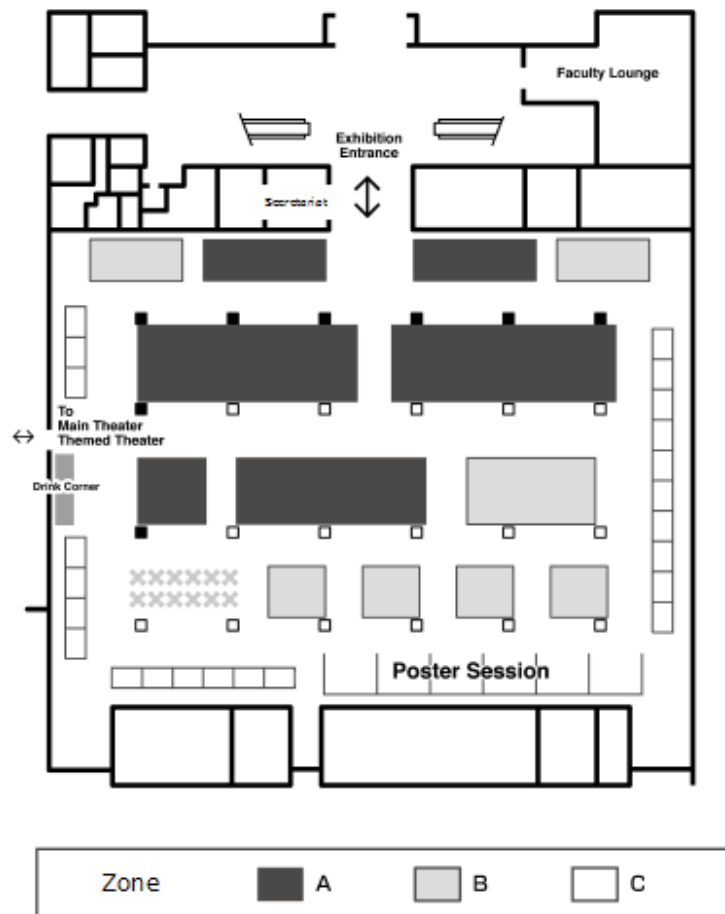 Faculty Lounge
Exhibition
Entrance
Secretariat
To
Main Theater
Themed Theater
Drink Corner
Poster Session
Zone A B C